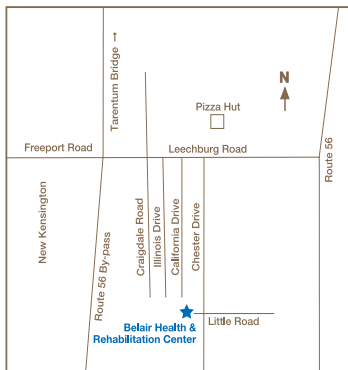 Tarentum Bridge →
N
Pizza Hut
Freeport Road
Leechburg Road
Route 56
New Kensington
Route 56 By-pass
Craigdale Road
Illinois Drive
California Drive
Chester Drive
Little Road
Belair Health &
Rehabilitation Center